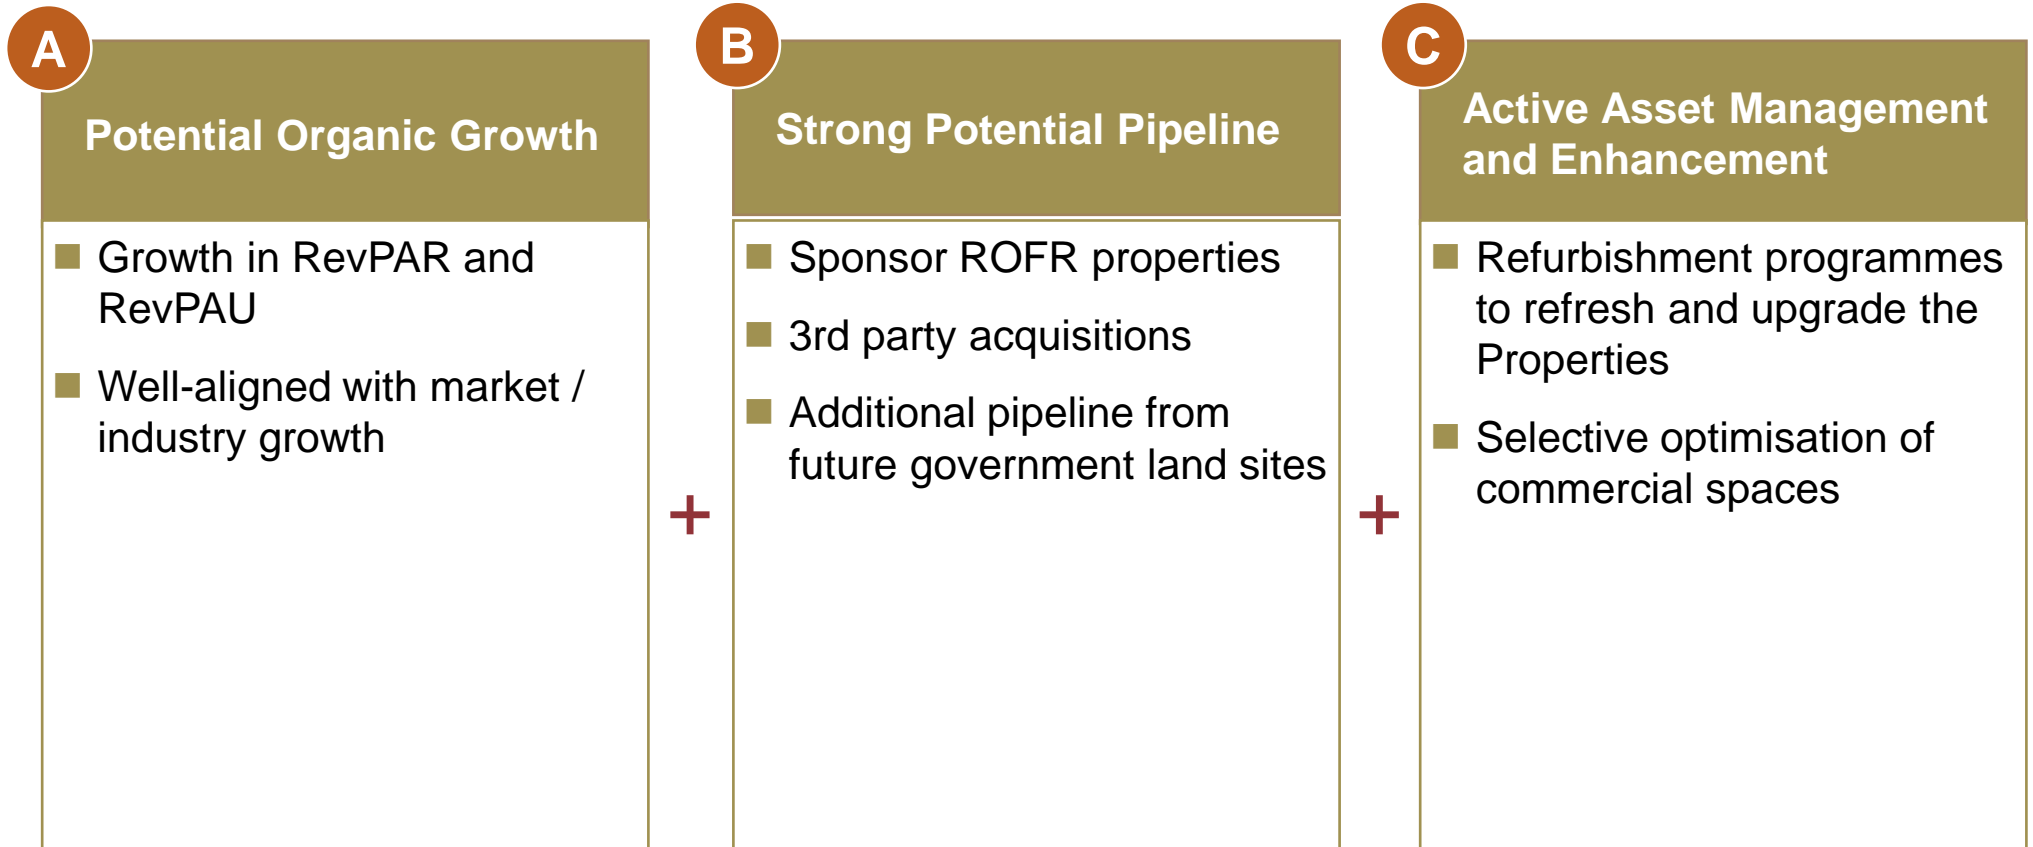 A
Potential Organic Growth
Growth in RevPAR and
RevPAU
Well-aligned with market /
industry growth
+
B
Strong Potential Pipeline
Sponsor ROFR properties
3rd party acquisitions
Additional pipeline from
future government land sites
+
C
Active Asset Management
and Enhancement
Refurbishment programmes
to refresh and upgrade the
Properties
Selective optimisation of
commercial spaces